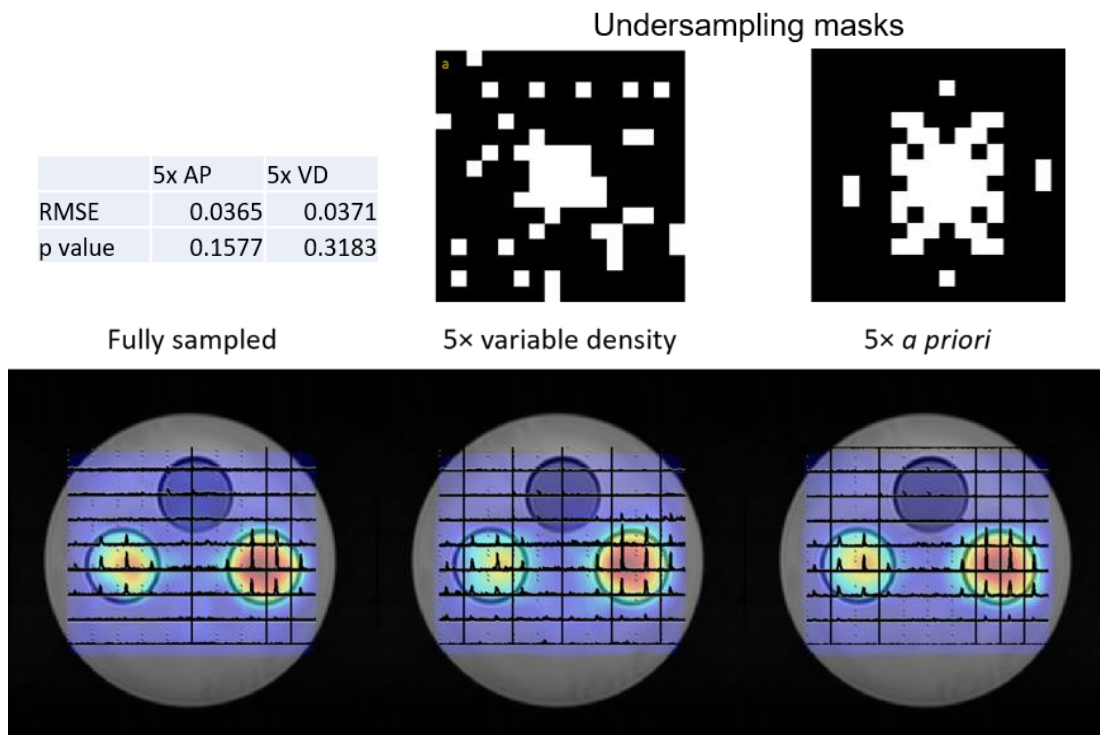 Undersampling masks
a
5x AP 5x VD
RMSE 0.0365 0.0371
p value 0.1577 0.3183
Fully sampled
5× variable density
5× a priori